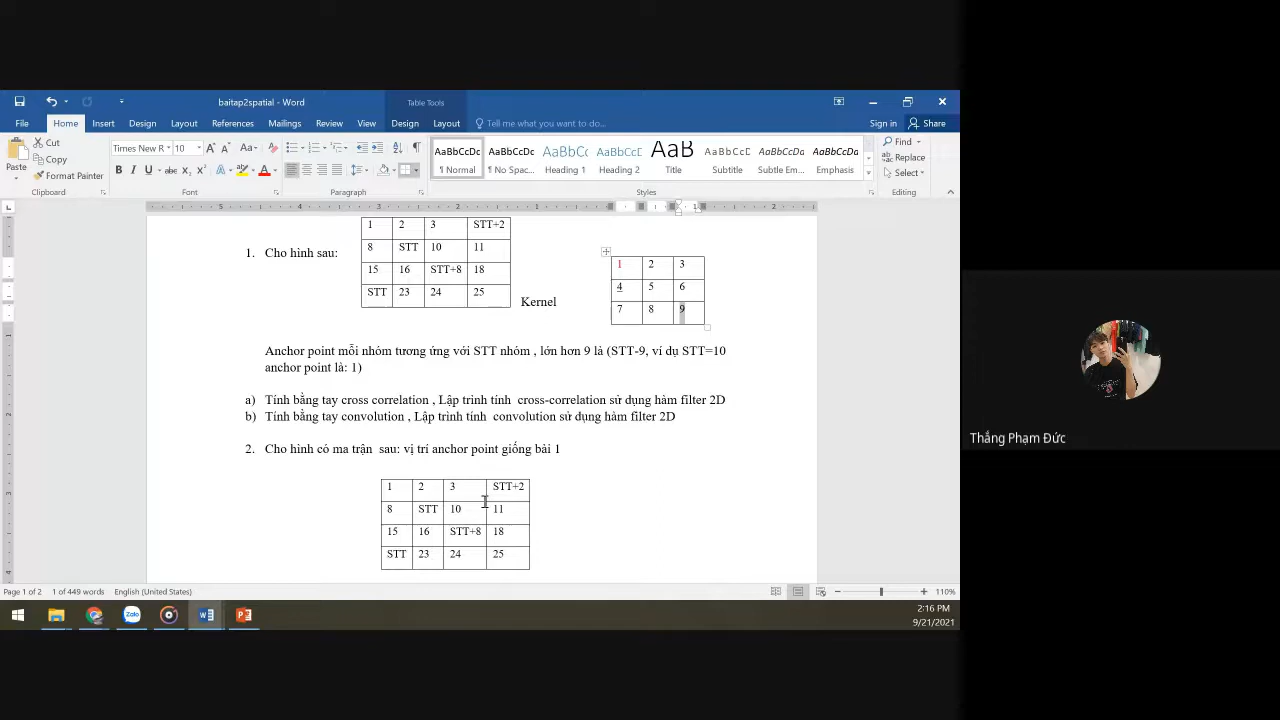 baitap2spatial - Word
Table Tools
File Home Insert Design Layout References Mailings Review View Design Layout Tell me what you want to do... Sign in Share
Paste
Cut
Copy
Format Painter
Clipboard
Times New R 10
B I U abc X₂ X² A
Font
Paragraph
AaBbCcDc AaBbCcDc AaBbCc AaBbCcE AaB AaBbCcD AaBbCcDa AaBbCcDa
¶ Normal ¶ No Spac... Heading 1 Heading 2 Title Subtitle Subtle Em... Emphasis
Styles
Find
Replace
Select
Editing
1 2 3 STT+2
8 STT 10 11
15 16 STT+8 18
STT 23 24 25
1. Cho hình sau:
Kernel
1 2 3
4 5 6
7 8 9
Anchor point mỗi nhóm tương ứng với STT nhóm , lớn hơn 9 là (STT-9, ví dụ STT=10
anchor point là: 1)
a) Tính bằng tay cross correlation , Lập trình tính cross-correlation sử dụng hàm filter 2D
b) Tính bằng tay convolution , Lập trình tính convolution sử dụng hàm filter 2D
2. Cho hình có ma trận sau: vị trí anchor point giống bài 1
1 2 3 STT+2
8 STT 10 11
15 16 STT+8 18
STT 23 24 25
Page 1 of 2 1 of 449 words English (United States) 110%
2:16 PM
9/21/2021
Thắng Phạm Đức